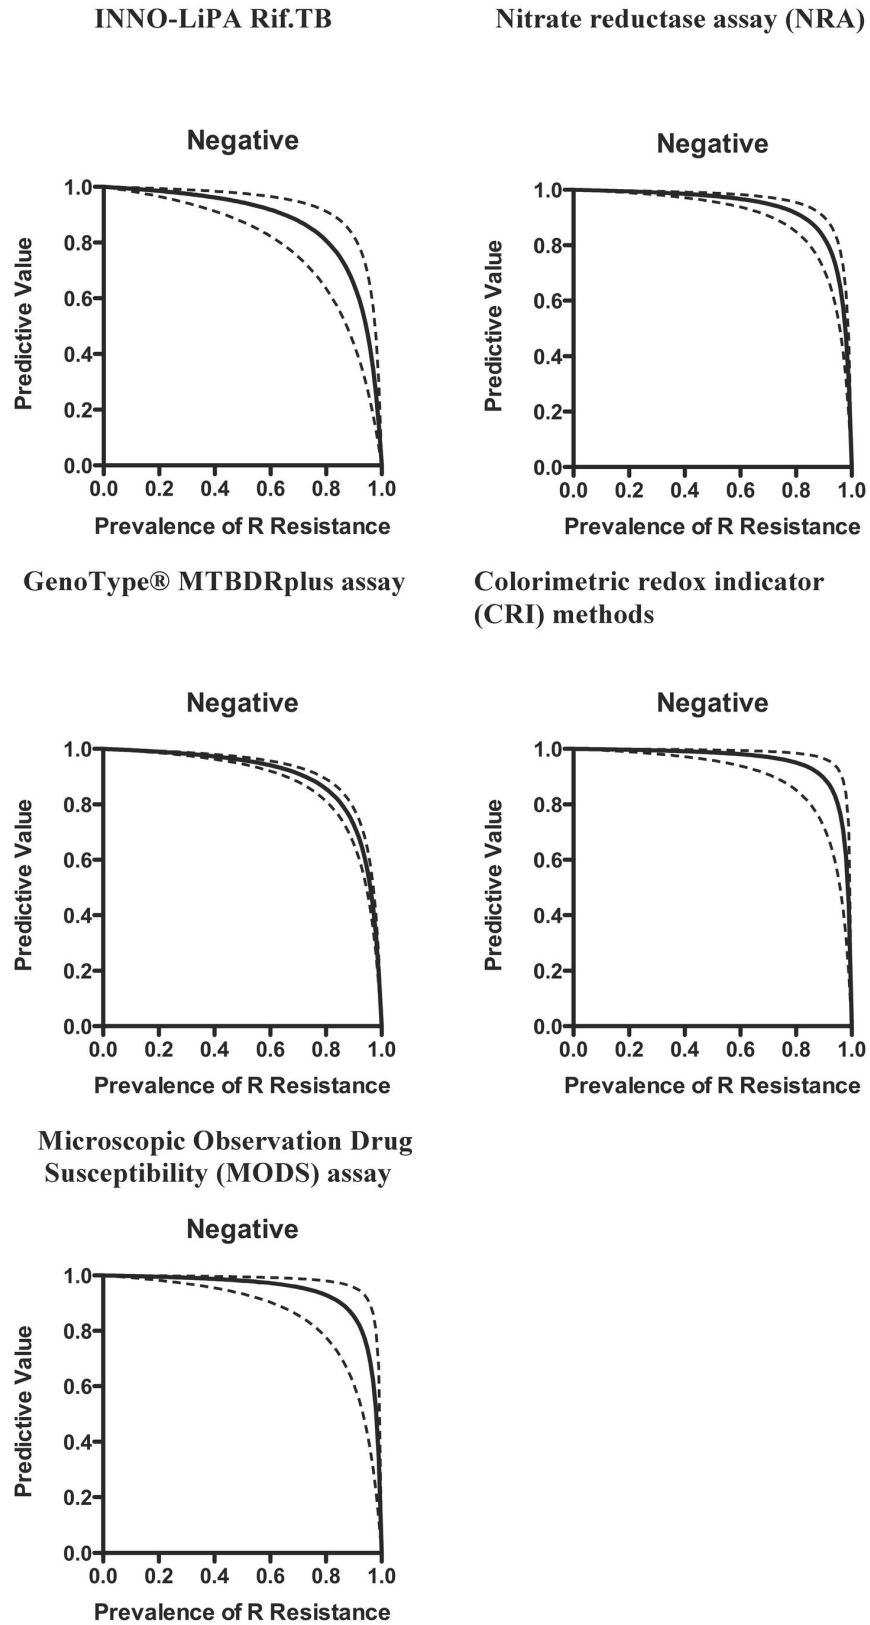 INNO-LiPA Rif.TB
Negative
Predictive Value
1.0
0.8
0.6
0.4
0.2
0.0
0.0 0.2 0.4 0.6 0.8 1.0
Prevalence of R Resistance
Nitrate reductase assay (NRA)
Negative
Predictive Value
1.0
0.8
0.6
0.4
0.2
0.0
0.0 0.2 0.4 0.6 0.8 1.0
Prevalence of R Resistance
GenoType® MTBDRplus assay
Negative
Predictive Value
1.0
0.8
0.6
0.4
0.2
0.0
0.0 0.2 0.4 0.6 0.8 1.0
Prevalence of R Resistance
Colorimetric redox indicator
(CRI) methods
Negative
Predictive Value
1.0
0.8
0.6
0.4
0.2
0.0
0.0 0.2 0.4 0.6 0.8 1.0
Prevalence of R Resistance
Microscopic Observation Drug
Susceptibility (MODS) assay
Negative
Predictive Value
1.0
0.8
0.6
0.4
0.2
0.0
0.0 0.2 0.4 0.6 0.8 1.0
Prevalence of R Resistance